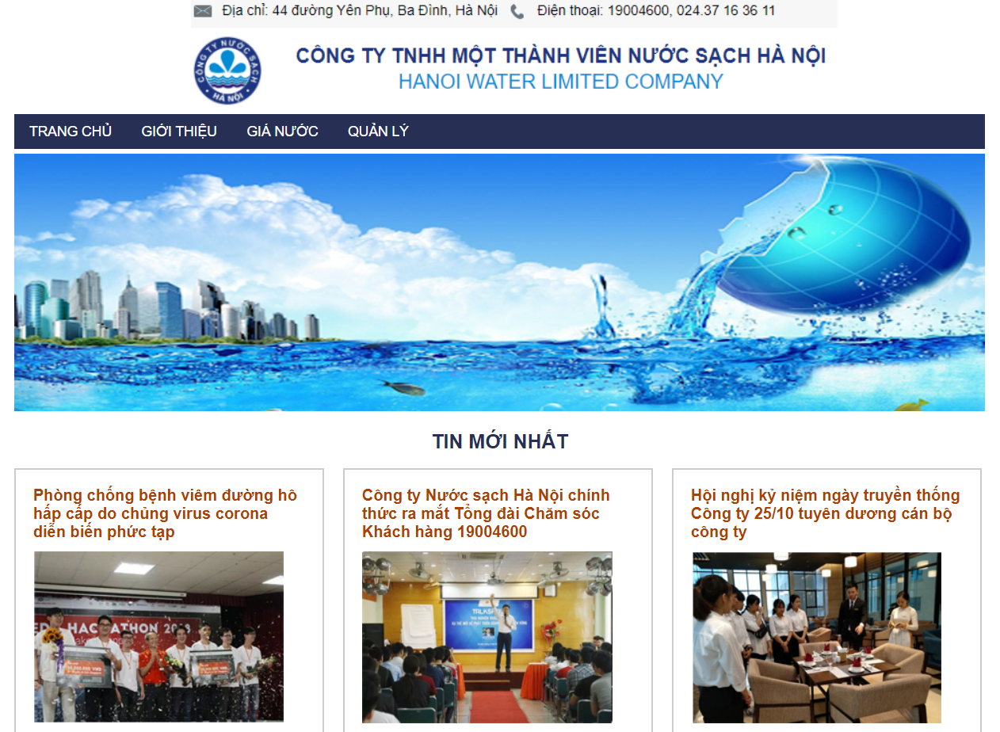 Địa chỉ: 44 đường Yên Phụ, Ba Đình, Hà Nội Điện thoại: 19004600, 024.37 16 36 11
CÔNG TY NƯỚC SẠCH
HÀ NỘI
CÔNG TY TNHH MỘT THÀNH VIÊN NƯỚC SẠCH HÀ NỘI
HANOI WATER LIMITED COMPANY
TRANG CHỦ GIỚI THIỆU GIÁ NƯỚC QUẢN LÝ
TIN MỚI NHẤT
Phòng chống bệnh viêm đường hô
hấp cấp do chủng virus corona
diễn biến phức tạp
Công ty Nước sạch Hà Nội chính
thức ra mắt Tổng đài Chăm sóc
Khách hàng 19004600
Hội nghị kỷ niệm ngày truyền thống
Công ty 25/10 tuyên dương cán bộ
công ty
HACKATHON